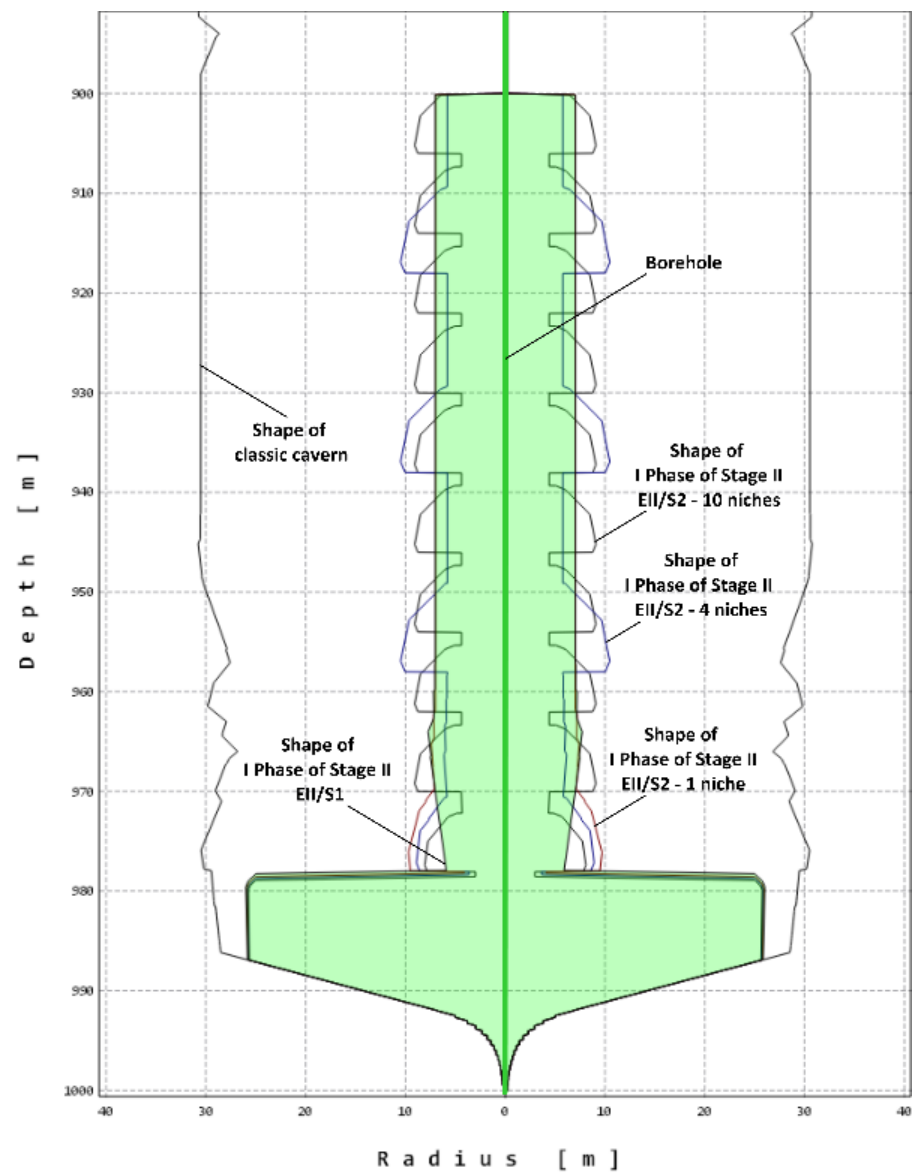 900
910
920
930
940
950
960
970
980
990
1000
Depth [m]
Borehole
Shape of
classic cavern
Shape of
I Phase of Stage II
EII/S2 - 10 niches
Shape of
I Phase of Stage II
EII/S2 - 4 niches
Shape of
I Phase of Stage II
EII/S1
Shape of
I Phase of Stage II
EII/S2 - 1 niche
40 30 20 10 0 10 20 30 40
Radius [m]